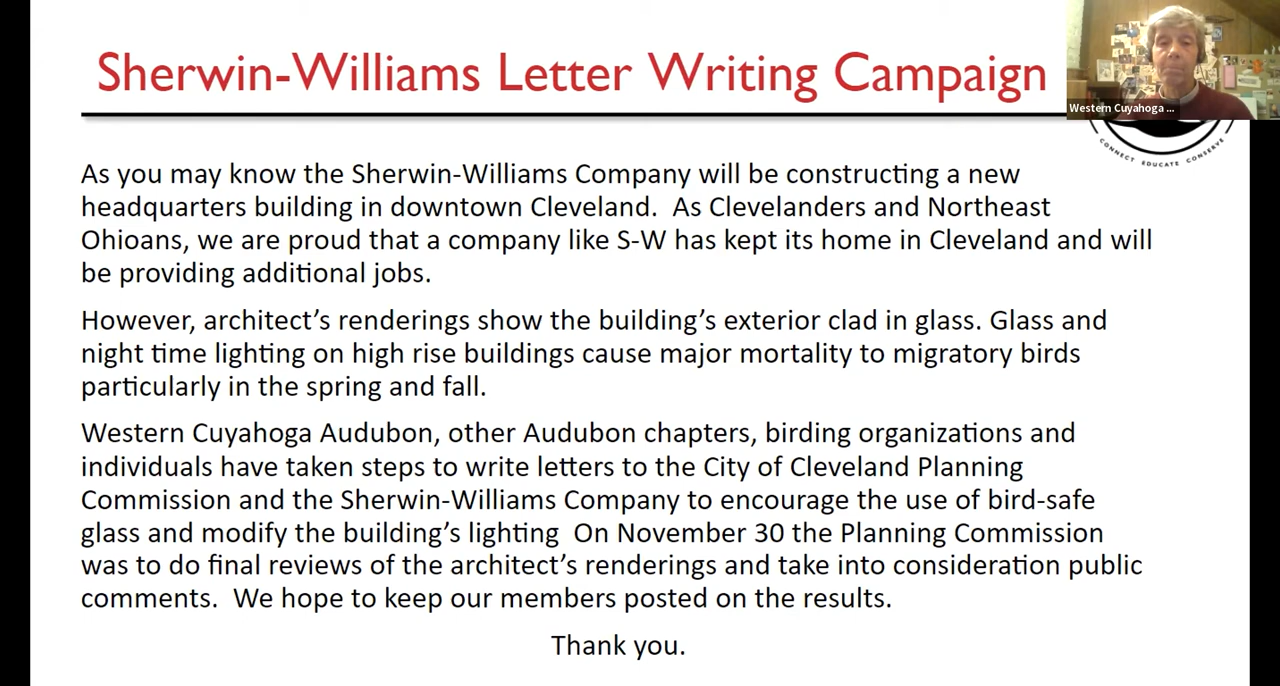 Sherwin-Williams Letter Writing Campaign
Western Cuyahoga ...
CONNECT EDUCATE CONSERVE
As you may know the Sherwin-Williams Company will be constructing a new
headquarters building in downtown Cleveland.  As Clevelanders and Northeast
Ohioans, we are proud that a company like S-W has kept its home in Cleveland and will
be providing additional jobs.
However, architect’s renderings show the building’s exterior clad in glass. Glass and
night time lighting on high rise buildings cause major mortality to migratory birds
particularly in the spring and fall.
Western Cuyahoga Audubon, other Audubon chapters, birding organizations and
individuals have taken steps to write letters to the City of Cleveland Planning
Commission and the Sherwin-Williams Company to encourage the use of bird-safe
glass and modify the building’s lighting  On November 30 the Planning Commission
was to do final reviews of the architect’s renderings and take into consideration public
comments.  We hope to keep our members posted on the results.
Thank you.